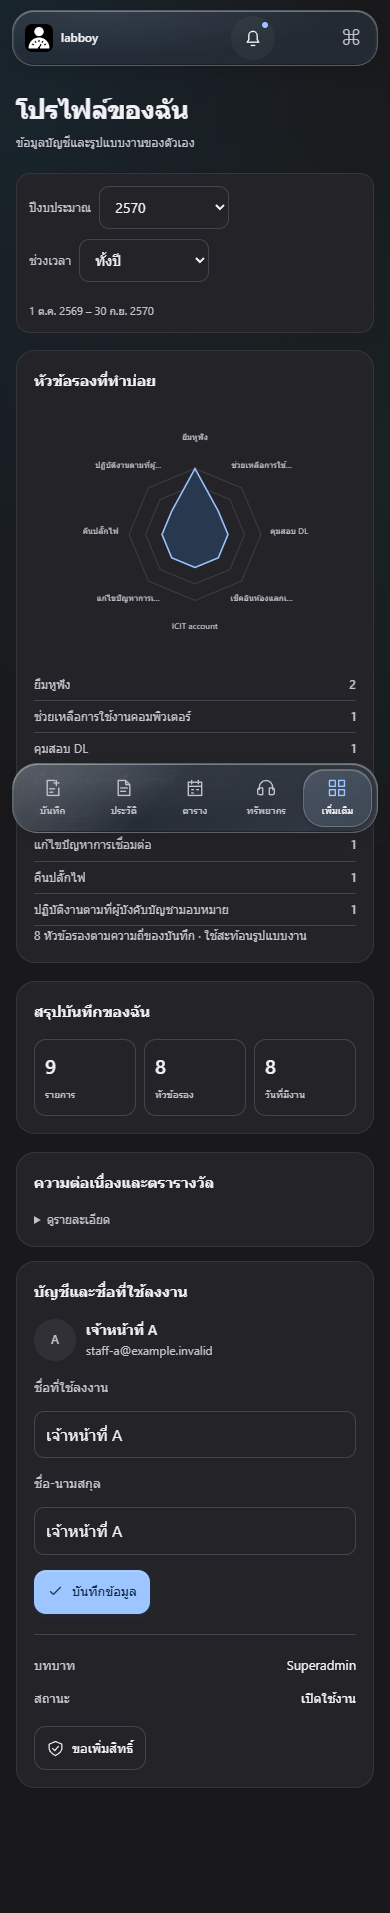 labboy
โปรไฟล์ของฉัน
ข้อมูลบัญชีและรูปแบบงานของตัวเอง
ปีงบประมาณ 2570
ช่วงเวลา ทั้งปี
1 ต.ค. 2569 – 30 ก.ย. 2570
หัวข้อรองที่ทำบ่อย
ยืมหูฟัง
ปฏิบัติงานตามที่ผู้... ช่วยเหลือการใช้...
คืนปลั๊กไฟ คุมสอบ DL
แก้ไขปัญหาการเ... เช็คอินห้องแลกเ...
ICIT account
ยืมหูฟัง 2
ช่วยเหลือการใช้งานคอมพิวเตอร์ 1
คุมสอบ DL 1
บันทึก ประวัติ ตาราง ทรัพยากร เพิ่มเติม
แก้ไขปัญหาการเชื่อมต่อ 1
คืนปลั๊กไฟ 1
ปฏิบัติงานตามที่ผู้บังคับบัญชามอบหมาย 1
8 หัวข้อรองตามความถี่ของบันทึก · ใช้สะท้อนรูปแบบงาน
สรุปบันทึกของฉัน
9 8 8
รายการ หัวข้อรอง วันที่มีงาน
ความต่อเนื่องและตรารางวัล
ดูรายละเอียด
บัญชีและชื่อที่ใช้ลงงาน
A เจ้าหน้าที่ A
staff-a@example.invalid
ชื่อที่ใช้ลงงาน
เจ้าหน้าที่ A
ชื่อ-นามสกุล
เจ้าหน้าที่ A
บันทึกข้อมูล
บทบาท Superadmin
สถานะ เปิดใช้งาน
ขอเพิ่มสิทธิ์